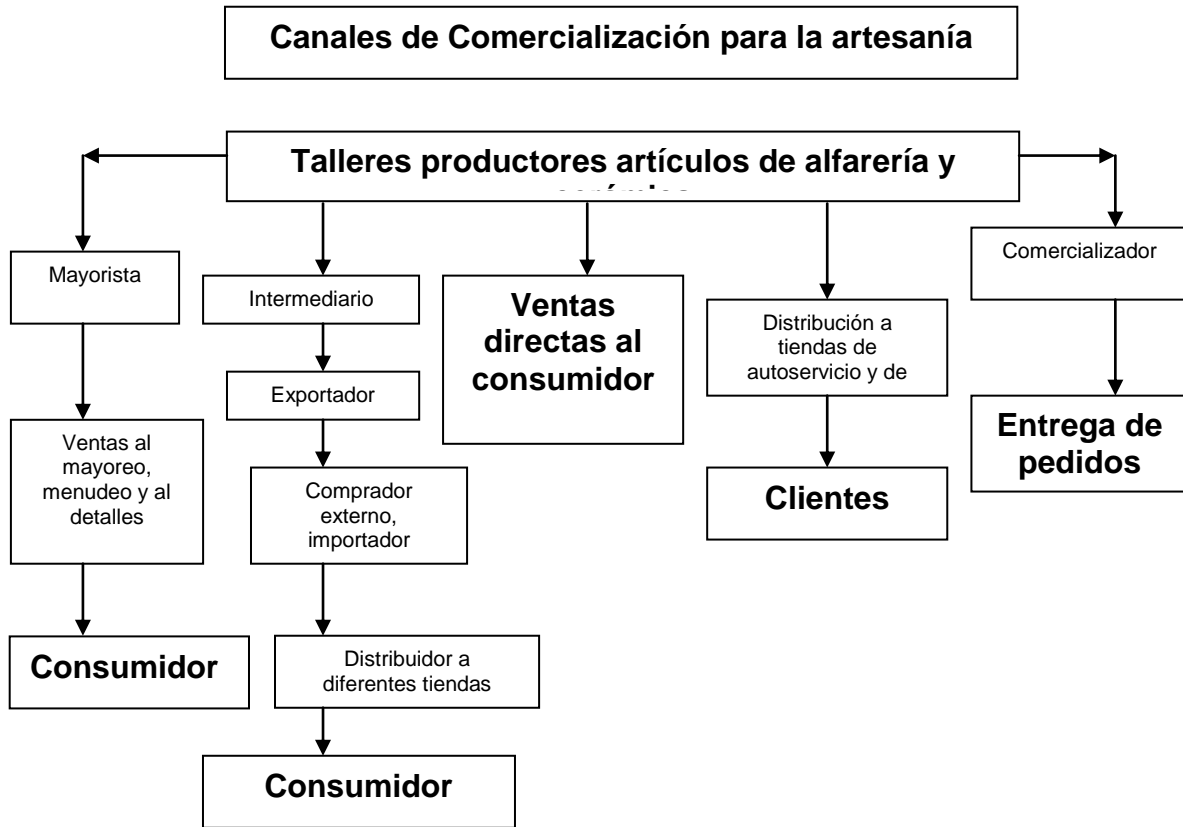 Canales de Comercialización para la artesanía
Talleres productores artículos de alfarería y
Mayorista
Intermediario
Ventas
directas al
consumidor
Distribución a
tiendas de
autoservicio y de
Comercializador
Exportador
Ventas al
mayoreo,
menudeo y al
detalles
Comprador
externo,
importador
Clientes
Entrega de
pedidos
Consumidor
Distribuidor a
diferentes tiendas
Consumidor